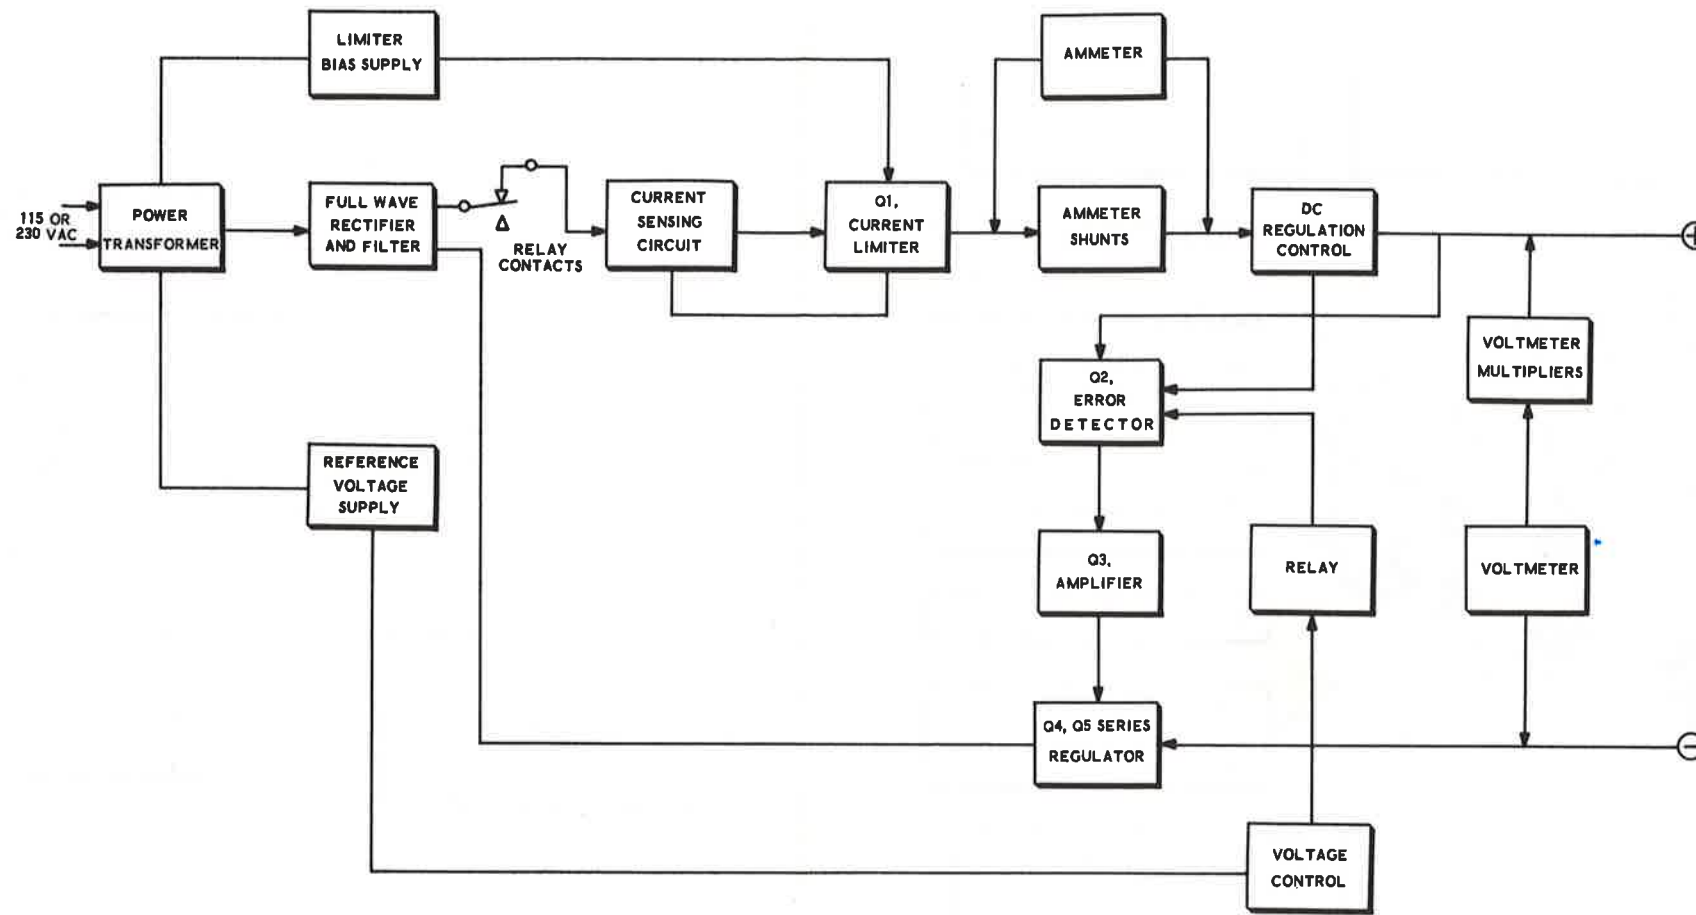 LIMITER
BIAS SUPPLY
AMMETER
115 OR
230 VAC
POWER
TRANSFORMER
FULL WAVE
RECTIFIER
AND FILTER
RELAY
CONTACTS
CURRENT
SENSING
CIRCUIT
Q1,
CURRENT
LIMITER
AMMETER
SHUNTS
DC
REGULATION
CONTROL
+
Q2,
ERROR
DETECTOR
VOLTMETER
MULTIPLIERS
REFERENCE
VOLTAGE
SUPPLY
Q3,
AMPLIFIER
RELAY
VOLTMETER
Q4, Q5 SERIES
REGULATOR
−
VOLTAGE
CONTROL